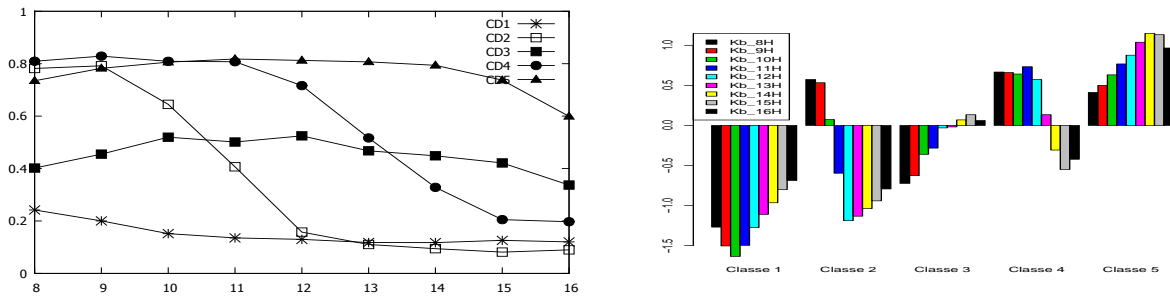 1
0.8
0.6
0.4
0.2
0
8 9 10 11 12 13 14 15 16
CD1
CD2
CD3
CD4
CD5
1.0
0.5
0.0
-0.5
-1.0
-1.5
Kb_8H
Kb_9H
Kb_10H
Kb_11H
Kb_12H
Kb_13H
Kb_14H
Kb_15H
Kb_16H
Classe 1 Classe 2 Classe 3 Classe 4 Classe 5